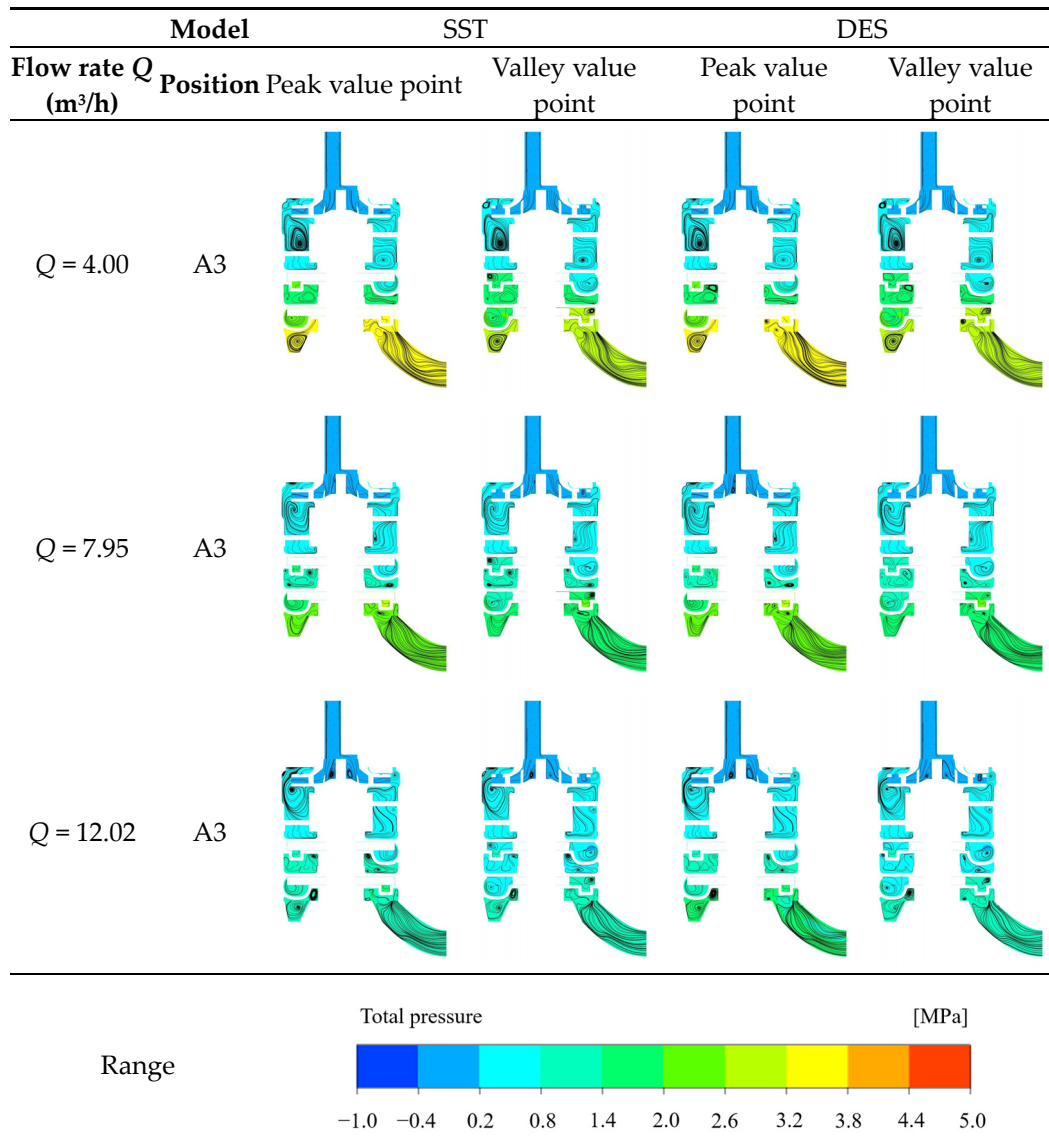 Model SST DES
Flow rate Q Position Peak value point Valley value Peak value Valley value
(m³/h) point point point
Q = 4.00 A3
Q = 7.95 A3
Q = 12.02 A3
Total pressure [MPa]
Range
−1.0 −0.4 0.2 0.8 1.4 2.0 2.6 3.2 3.8 4.4 5.0